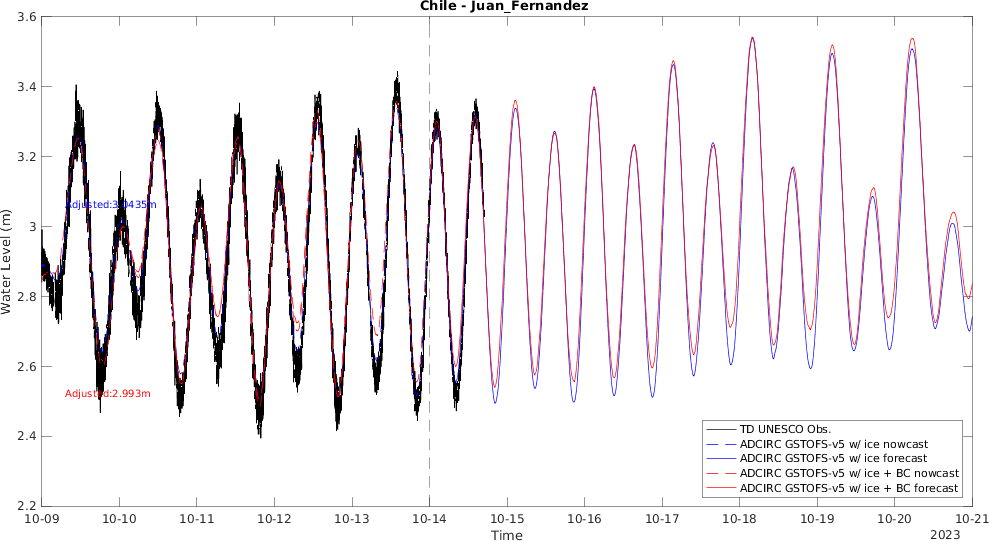 Chile - Juan_Fernandez
3.6
3.4
3.2
3
2.8
2.6
2.4
2.2
Water Level (m)
Adjusted:3.0435m
Adjusted:2.993m
TD UNESCO Obs.
ADCIRC GSTOFS-v5 w/ ice nowcast
ADCIRC GSTOFS-v5 w/ ice forecast
ADCIRC GSTOFS-v5 w/ ice + BC nowcast
ADCIRC GSTOFS-v5 w/ ice + BC forecast
10-09 10-10 10-11 10-12 10-13 10-14 10-15 10-16 10-17 10-18 10-19 10-20 10-21
Time
2023